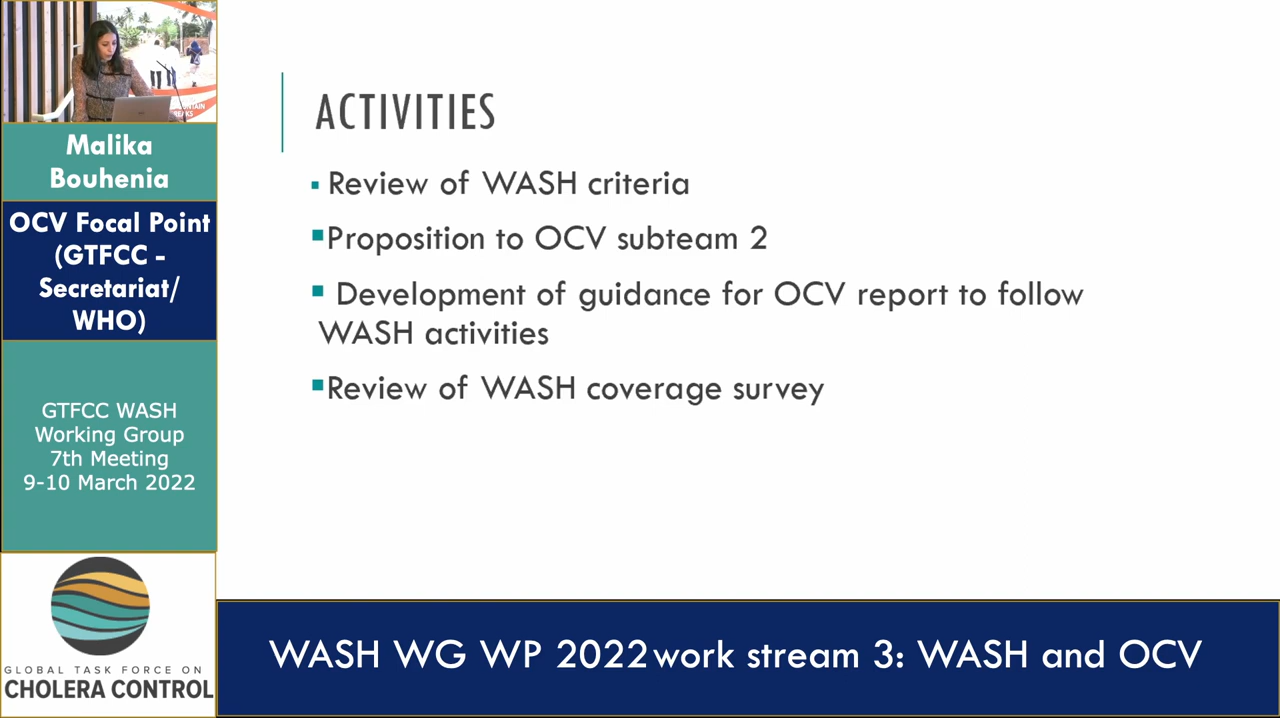 Malika
Bouhenia
OCV Focal Point
(GTFCC -
Secretariat/
WHO)
GTFCC WASH
Working Group
7th Meeting
9-10 March 2022
GLOBAL TASK FORCE ON
CHOLERA CONTROL
ACTIVITIES
▪ Review of WASH criteria
▪Proposition to OCV subteam 2
▪ Development of guidance for OCV report to follow
WASH activities
▪Review of WASH coverage survey
WASH WG WP 2022work stream 3: WASH and OCV